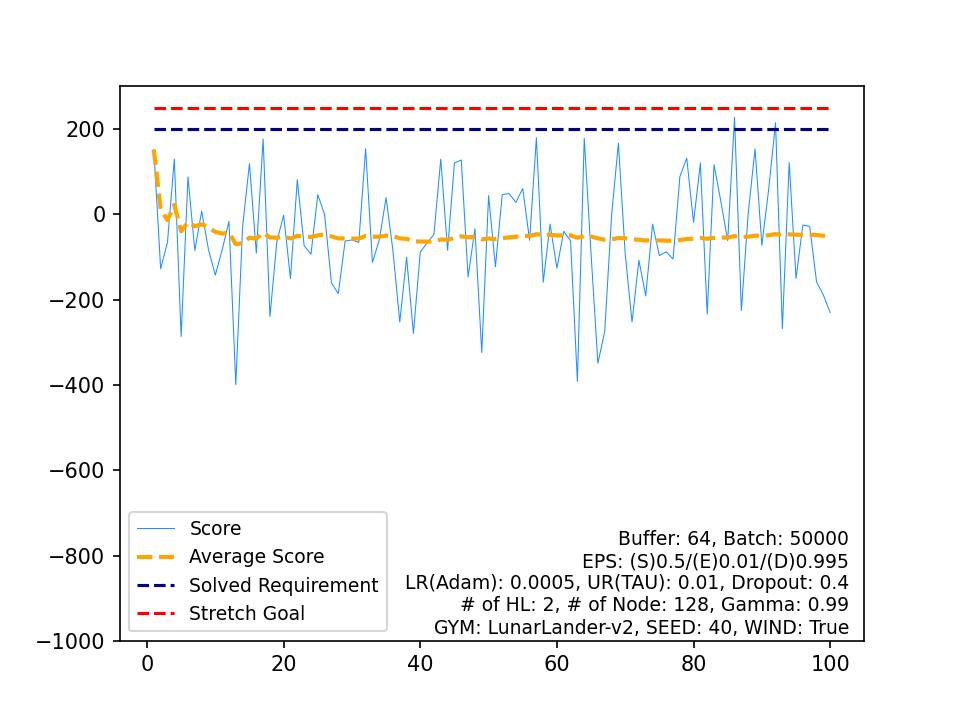 200
0
−200
−400
−600
−800
−1000
0
20
40
60
80
100
Score
Average Score
Solved Requirement
Stretch Goal
Buffer: 64, Batch: 50000
EPS: (S)0.5/(E)0.01/(D)0.995
LR(Adam): 0.0005, UR(TAU): 0.01, Dropout: 0.4
# of HL: 2, # of Node: 128, Gamma: 0.99
GYM: LunarLander-v2, SEED: 40, WIND: True